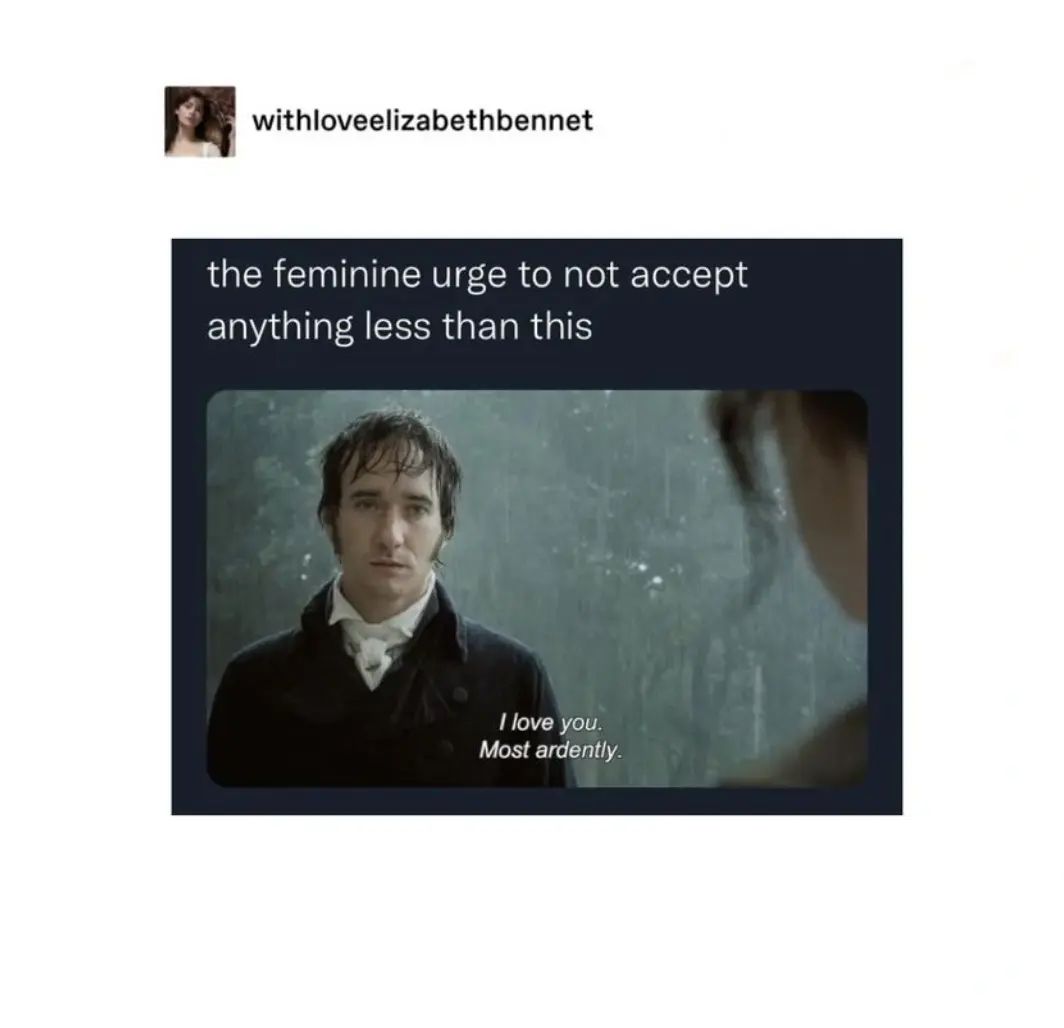 withloveelizabethbennet
the feminine urge to not accept
anything less than this
I love you.
Most ardently.